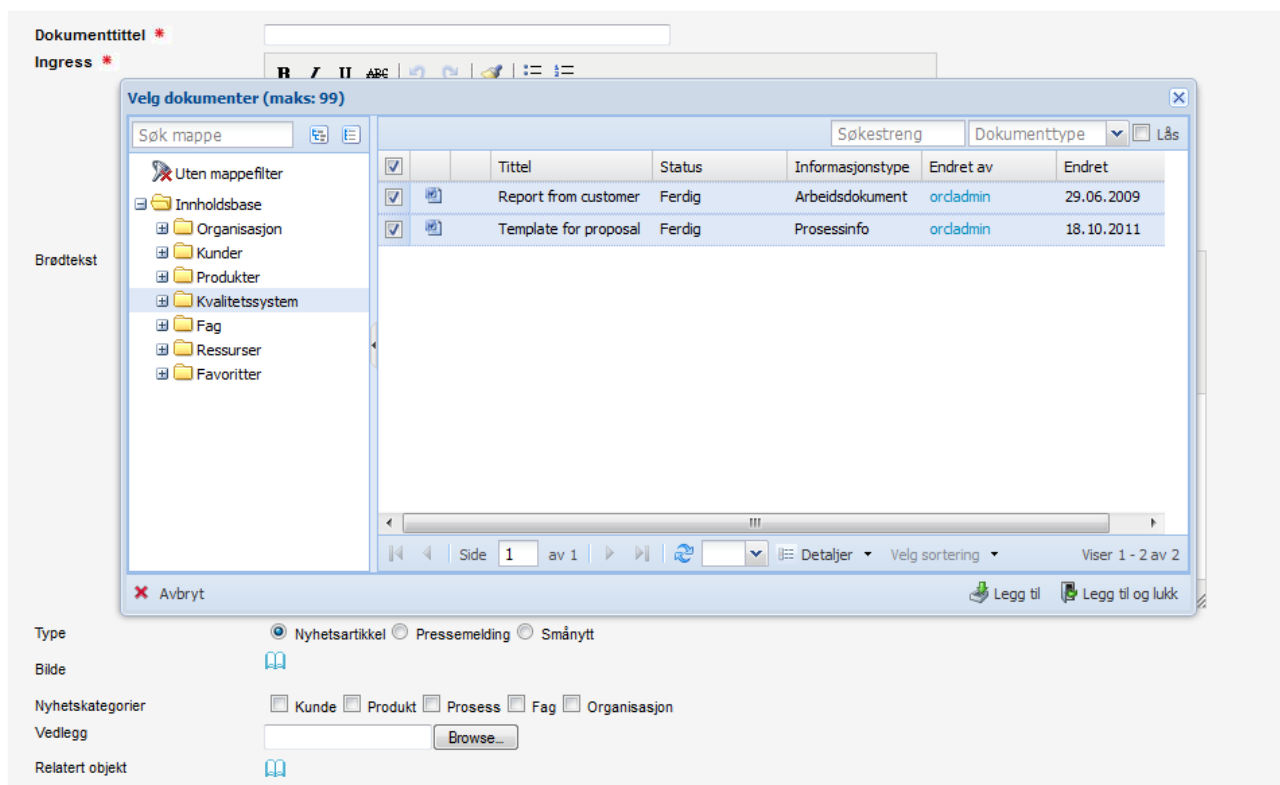 Dokumenttittel *
Ingress *
B I U ABC
Velg dokumenter (maks: 99)
Søk mappe
Søkestreng Dokumenttype Lås
Uten mappefilter
Innholdsbase
Organisasjon
Kunder
Produkter
Kvalitetssystem
Fag
Ressurser
Favoritter
Tittel Status Informasjonstype Endret av Endret
Report from customer Ferdig Arbeidsdokument orcladmin 29.06.2009
Template for proposal Ferdig Prosessinfo orcladmin 18.10.2011
Brødtekst
Side 1 av 1 Detaljer Velg sortering Viser 1 - 2 av 2
Avbryt Legg til Legg til og lukk
Type Nyhetsartikkel Pressemelding Smånytt
Bilde
Nyhetskategorier Kunde Produkt Prosess Fag Organisasjon
Vedlegg Browse...
Relatert objekt